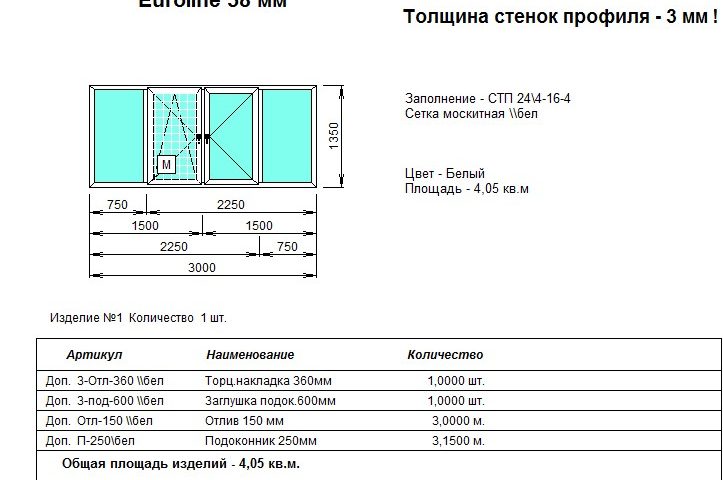 Euroline 58 мм
Толщина стенок профиля - 3 мм !
Заполнение - СТП 24\4-16-4
Сетка москитная \\бел
1350
М
Цвет - Белый
Площадь - 4,05 кв.м
750 2250
1500 1500
2250 750
3000
Изделие №1 Количество 1 шт.
Артикул Наименование Количество
Доп. З-Отл-360 \\бел Торц.накладка 360мм 1,0000 шт.
Доп. З-под-600 \\бел Заглушка подок.600мм 1,0000 шт.
Доп. Отл-150 \\бел Отлив 150 мм 3,0000 м.
Доп. П-250\бел Подоконник 250мм 3,1500 м.
Общая площадь изделий - 4,05 кв.м.